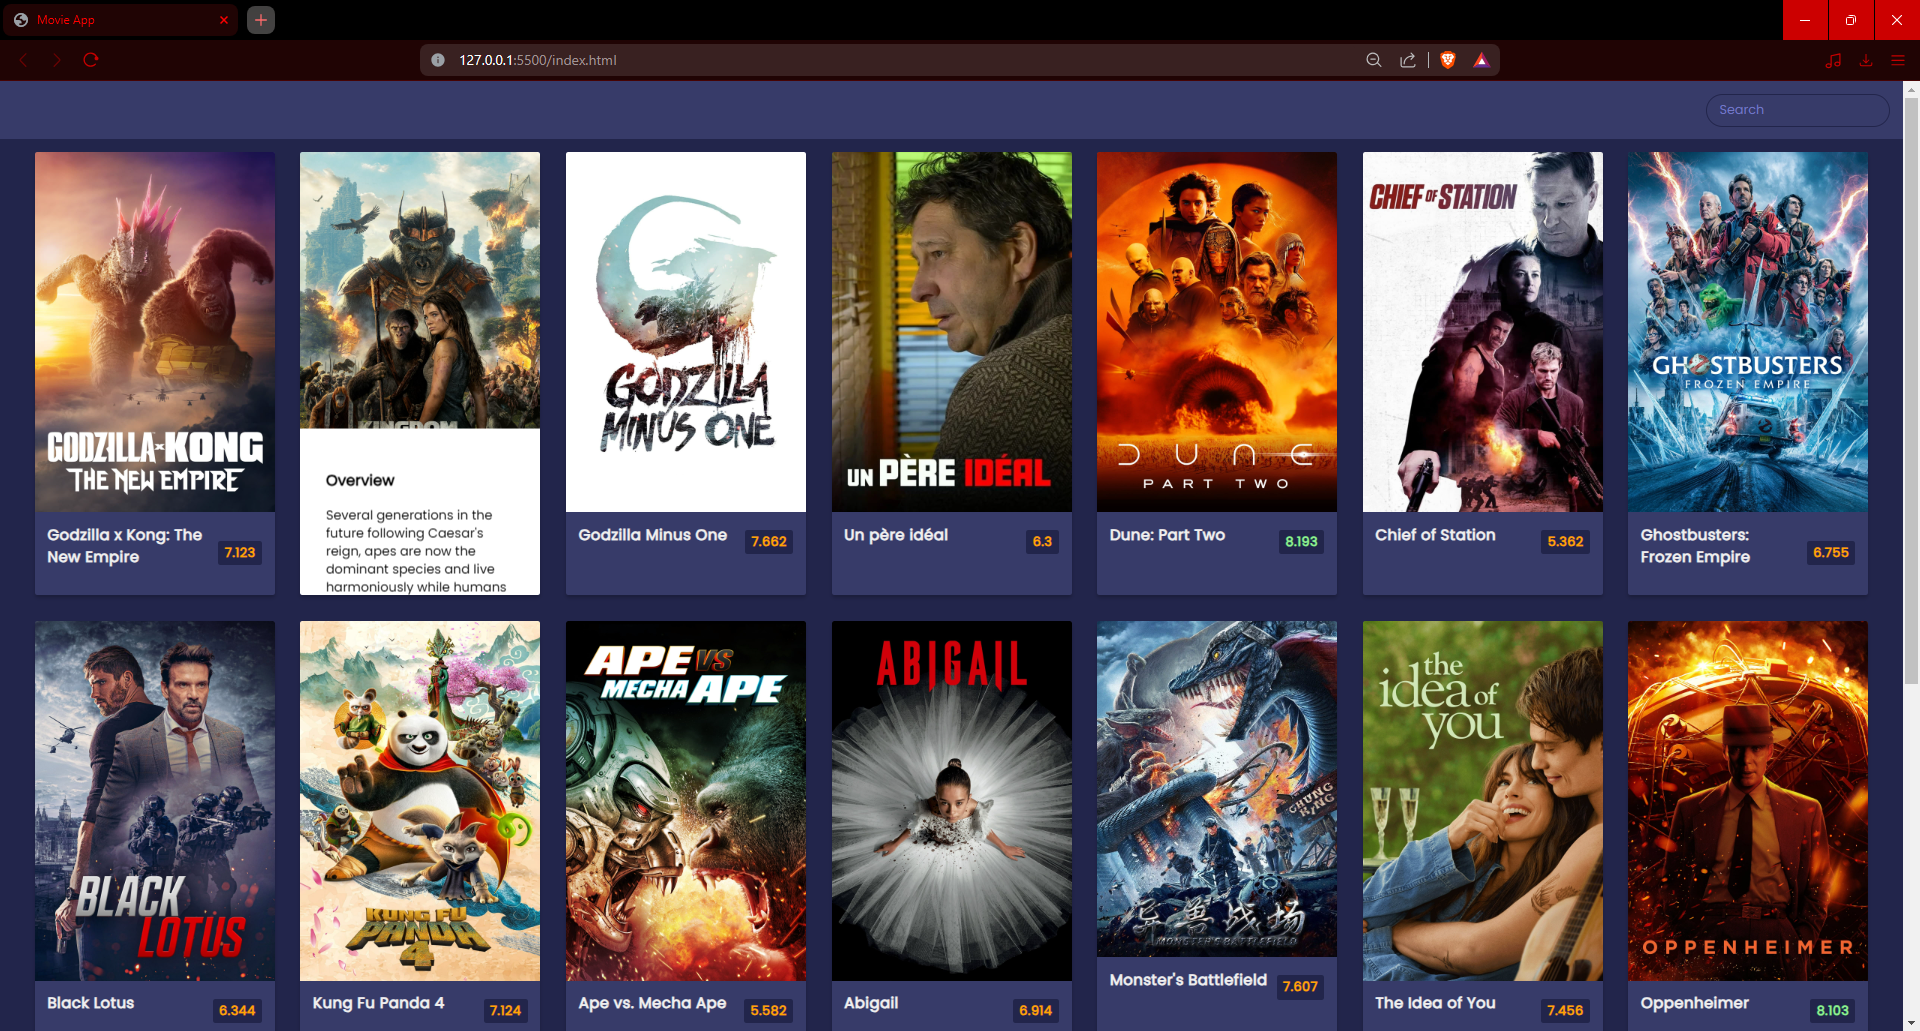 Movie App
127.0.0.1:5500/index.html
Search
GODZILLA x KONG
THE NEW EMPIRE
Godzilla x Kong: The
New Empire
7.123
KINGDOM
Overview
Several generations in the
future following Caesar's
reign, apes are now the
dominant species and live
harmoniously while humans
GODZILLA
MINUS ONE
Godzilla Minus One
7.662
UN PÈRE IDÉAL
Un père idéal
6.3
DUNE
PART TWO
Dune: Part Two
8.193
CHIEF OF STATION
Chief of Station
5.362
GHOSTBUSTERS
FROZEN EMPIRE
Ghostbusters:
Frozen Empire
6.755
BLACK
LOTUS
Black Lotus
6.344
KUNG FU
PANDA
4
Kung Fu Panda 4
7.124
APE VS
MECHA APE
Ape vs. Mecha Ape
5.582
ABIGAIL
Abigail
6.914
CHUNG
KING
异兽战场
MONSTER'S BATTLEFIELD
Monster's Battlefield
7.607
the
idea of
you
The Idea of You
7.456
OPPENHEIMER
Oppenheimer
8.103